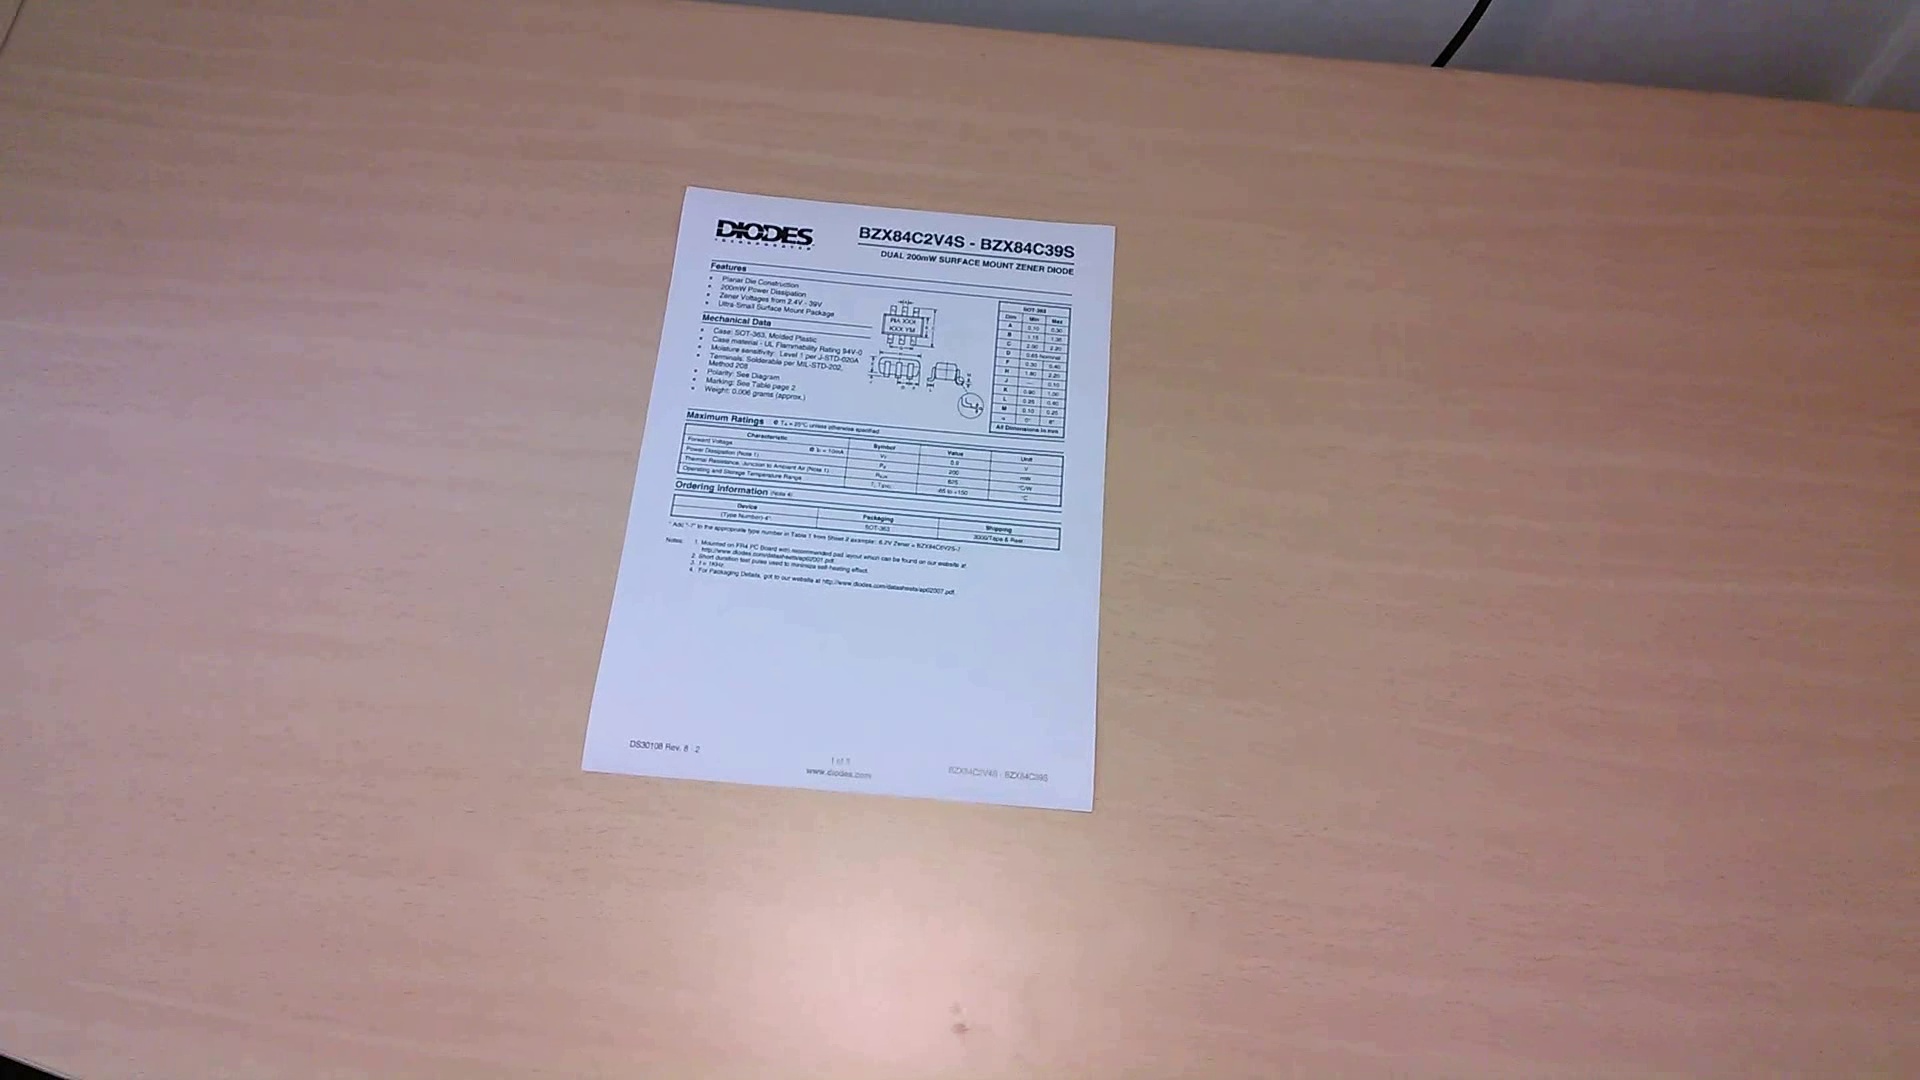 DIODES
INCORPORATED
BZX84C2V4S - BZX84C39S
DUAL 200mW SURFACE MOUNT ZENER DIODE
Features
• Planar Die Construction
• 200mW Power Dissipation
• Zener Voltages from 2.4V - 39V
• Ultra-Small Surface Mount Package
Mechanical Data
• Case: SOT-363, Molded Plastic
• Case material - UL Flammability Rating 94V-0
• Moisture sensitivity: Level 1 per J-STD-020A
• Terminals: Solderable per MIL-STD-202,
Method 208
• Polarity: See Diagram
• Marking: See Table page 2
• Weight: 0.006 grams (approx.)
XXX YM
SOT-363
Dim Min Max
A 0.10 0.30
B 1.15 1.35
C 2.00 2.20
D 0.65 Nominal
F 0.30 0.40
H 1.80 2.20
J — 0.10
K 0.90 1.00
L 0.25 0.40
M 0.10 0.25
0° 8°
All Dimensions in mm
Maximum Ratings @ TA = 25°C unless otherwise specified
Characteristic Symbol Value Unit
Forward Voltage @ IF = 10mA VF 0.9 V
Power Dissipation (Note 1) Pd 200 mW
Thermal Resistance, Junction to Ambient Air (Note 1) 625 °C/W
Operating and Storage Temperature Range Tj, TSTG -65 to +150 °C
Ordering Information (Note 4)
Device Packaging Shipping
(Type Number)-7* SOT-363 3000/Tape & Reel
* Add "-7" to the appropriate type number in Table 1 from Sheet 2 example: 6.2V Zener = BZX84C6V2S-7.
Notes: 1. Mounted on FR4 PC Board with recommended pad layout which can be found on our website at
http://www.diodes.com/datasheets/ap02001.pdf.
2. Short duration test pulse used to minimize self-heating effect.
3. f = 1KHz.
4. For Packaging Details, got to our website at http://www.diodes.com/datasheets/ap02007.pdf.
DS30108 Rev. 8 - 2
1 of 3
www.diodes.com
BZX84C2V4S - BZX84C39S